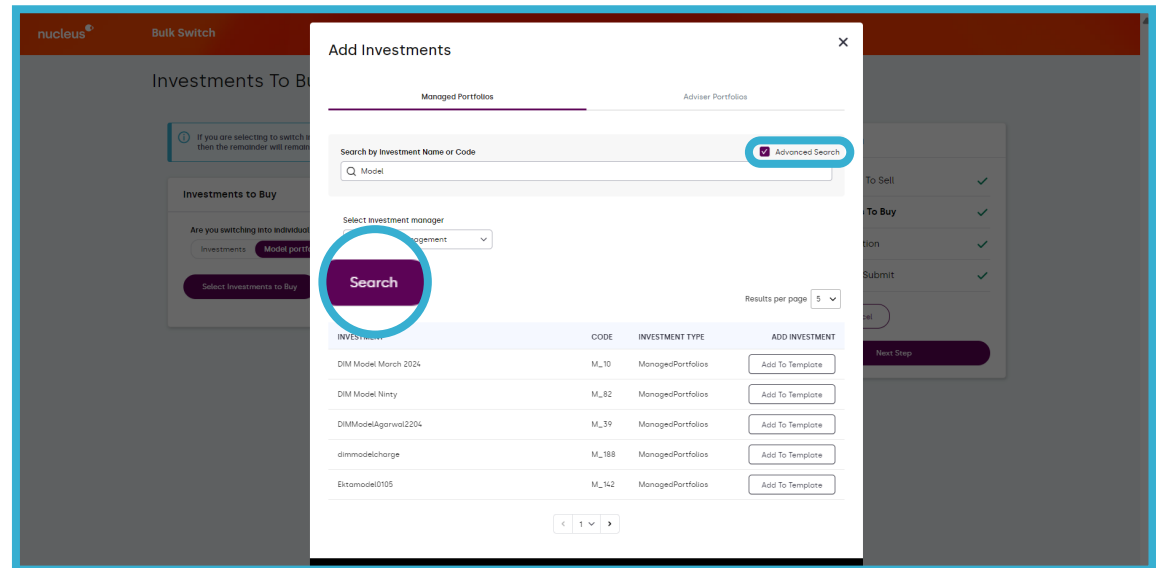 nucleus
Bulk Switch
Investments To Bu
If you are selecting to switch i
then the remainder will remain
Investments to Buy
Are you switching into individual
Investments
Model portf
Select Investments to Buy
Add Investments
Managed Portfolios
Adviser Portfolios
Search by Investment Name or Code
Advanced Search
Model
Select investment manager
agement
Search
Results per page 5
INVESTMENT CODE INVESTMENT TYPE ADD INVESTMENT
DIM Model March 2024 M_10 ManagedPortfolios Add To Template
DIM Model Ninty M_82 ManagedPortfolios Add To Template
DIMModelAgarwal2204 M_39 ManagedPortfolios Add To Template
dimmodelcharge M_188 ManagedPortfolios Add To Template
Ektamodel0105 M_142 ManagedPortfolios Add To Template
1
To Sell
To Buy
tion
Submit
cel
Next Step